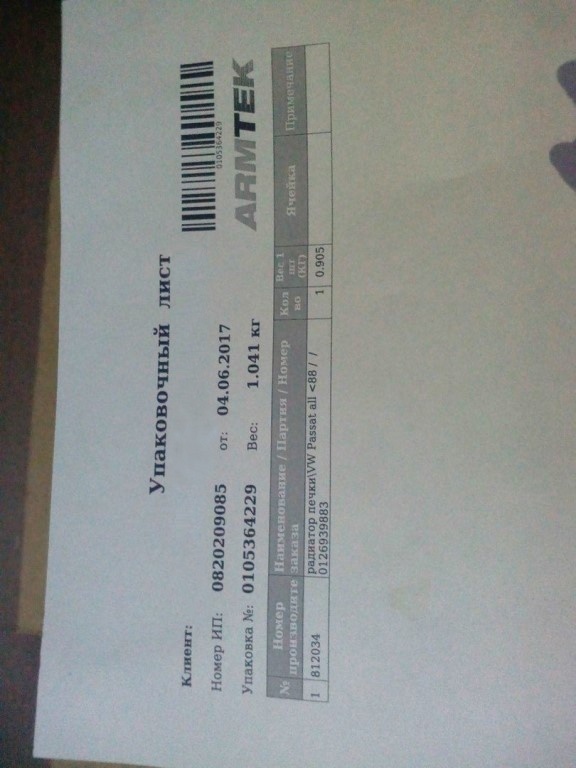 Упаковочный лист
Клиент:
Номер ИП: 0820209085 от: 04.06.2017
0105364229
Упаковка №: 0105364229 Вес: 1.041 кг
ARMTEK
№ Номер производите Наименование / Партия / Номер заказа Кол во Вес 1 шт (КГ) Ячейка Примечание
1 812034 радиатор печки\VW Passat all <88 / / 1 0.905
0126939883